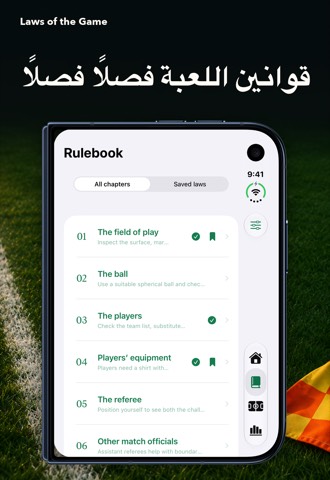 Laws of the Game
قوانين اللعبة فصلًا فصلًا
9:41
Rulebook
All chapters
Saved laws
01 The field of play
Inspect the surface, mar...
02 The ball
Use a suitable spherical ball and chec...
03 The players
Check the team list, substitute...
04 Players' equipment
Players need a shirt with...
05 The referee
Position yourself to see both the chall...
06 Other match officials
Assistant referees help with boundar...